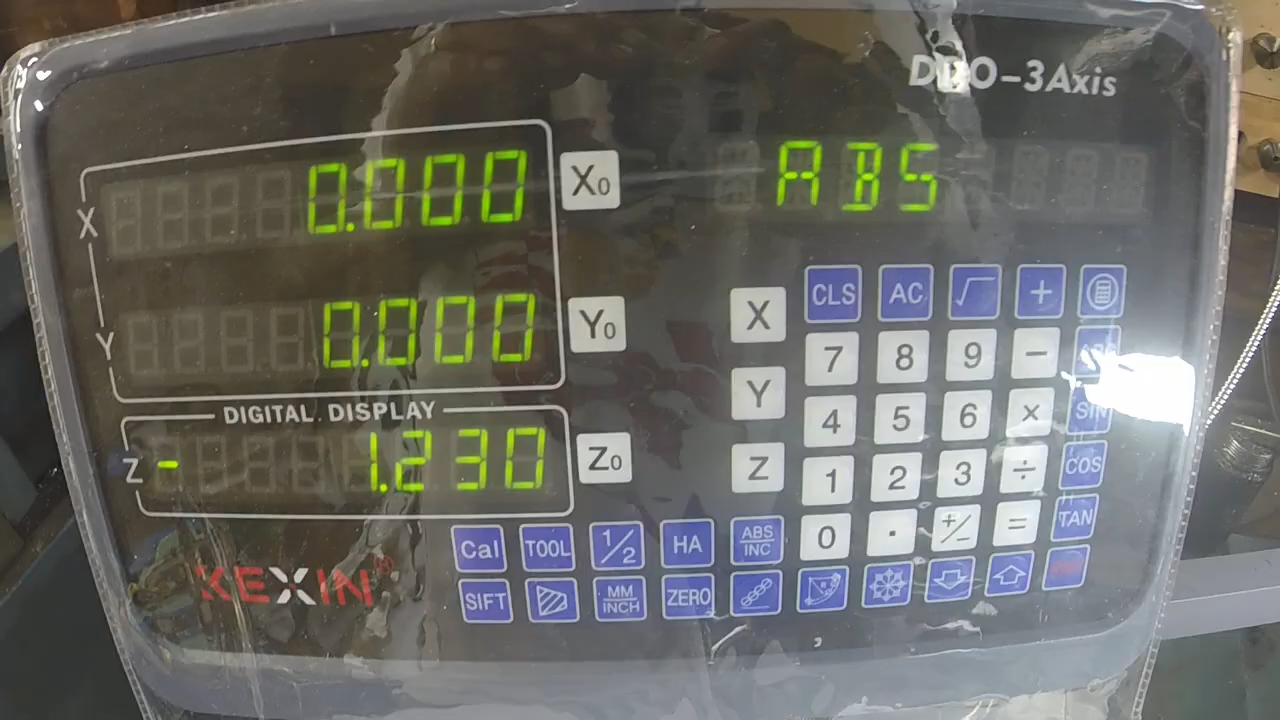 DRO-3Axis
X 0.000 X0
ABS
Y 0.000 Y0
DIGITAL DISPLAY
Z - 1.230 Z0
X CLS AC √ +
7 8 9 −
Y 4 5 6 × SIN
Z 1 2 3 ÷ COS
0 . +/− = TAN
Cal TOOL 1/2 HA ABS/INC
SIFT MM/INCH ZERO
KEXIN®